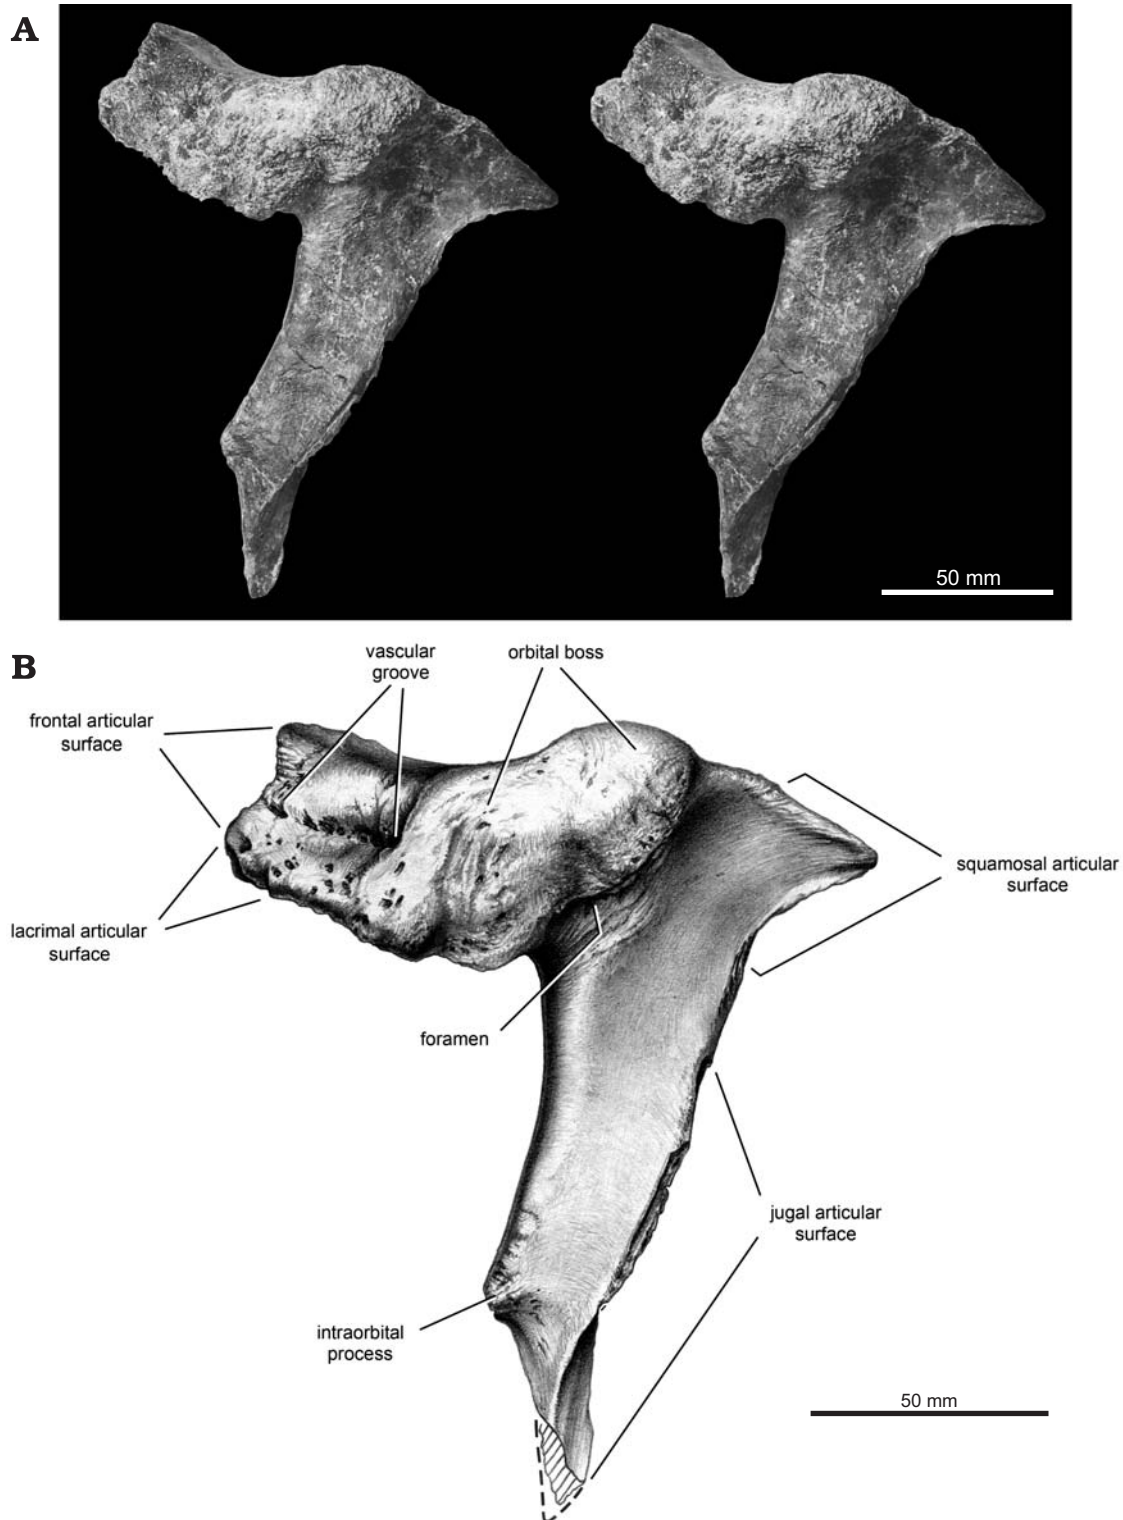 A
50 mm
B
vascular
groove
orbital boss
frontal articular
surface
squamosal articular
surface
lacrimal articular
surface
foramen
jugal articular
surface
intraorbital
process
50 mm